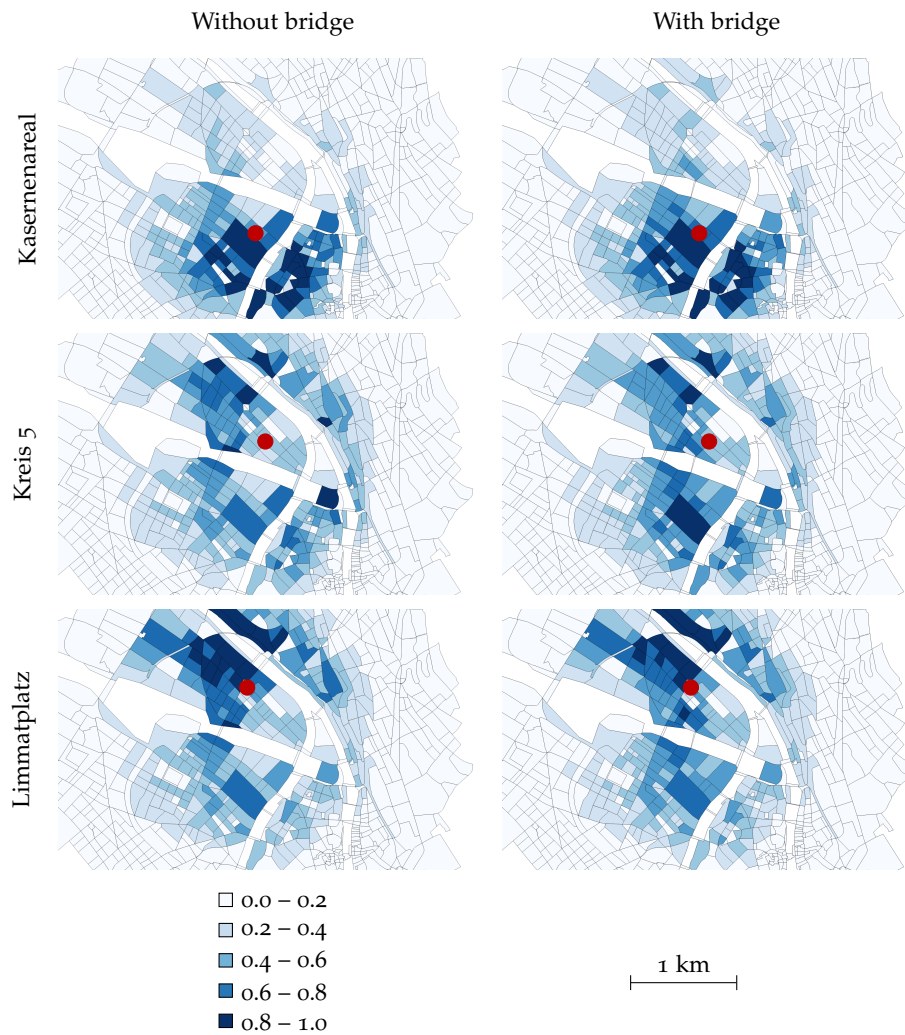 Without bridge
With bridge
Kasernenareal
Kreis 5
Limmatplatz
0.0 – 0.2
0.2 – 0.4
0.4 – 0.6
0.6 – 0.8
0.8 – 1.0
1 km